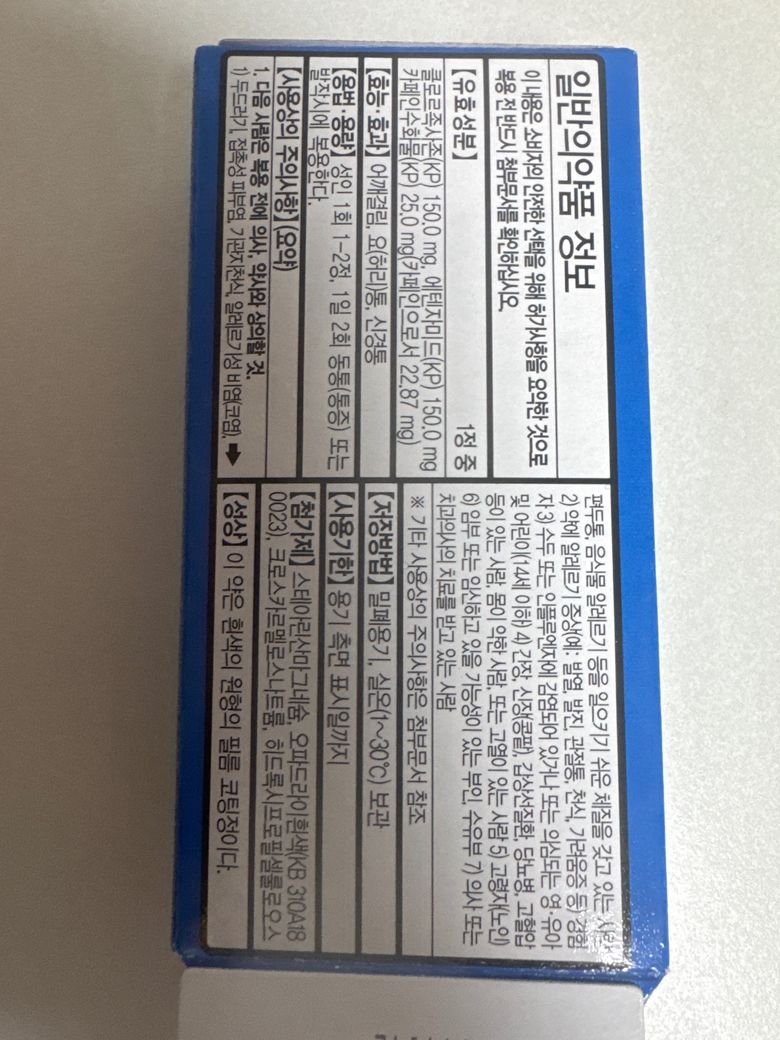 일반의약품 정보
이 내용은 소비자의 안전한 선택을 위해 허가사항을 요약한 것으로
복용 전 반드시 첨부문서를 확인하십시오.
【유효성분】 1정 중
클로르족사존(KP) 150.0 mg, 에텐자미드(KP) 150.0 mg
카페인수화물(KP) 25.0 mg(카페인으로서 22.87 mg)
【효능·효과】 어깨결림, 요(허리)통, 신경통
【용법·용량】 성인 1회 1~2정, 1일 2회 동통(통증) 또는
발작시에 복용한다.
【사용상의 주의사항】(요약)
1. 다음 사람은 복용 전에 의사, 약사와 상의할 것.
1) 두드러기, 접촉성 피부염, 기관지천식, 알레르기성 비염(코염),
편두통, 음식물 알레르기 등을 일으키기 쉬운 체질을 갖고 있는 사람
2) 약에 알레르기 증상(예: 발열, 발진, 관절통, 천식, 가려움증 등) 경험
자 3) 수두 또는 인플루엔자에 감염되어 있거나 또는 의심되는 영·유아
및 어린이(14세 이하) 4) 간장, 신장(콩팥), 갑상선질환, 당뇨병, 고혈압
등이 있는 사람, 몸이 약한 사람, 또는 고열이 있는 사람 5) 고령자(노인)
6) 임부 또는 임신하고 있을 가능성이 있는 부인, 수유부 7) 의사 또는
치과의사의 치료를 받고 있는 사람
※ 기타 사용상의 주의사항은 첨부문서 참조
【저장방법】 밀폐용기, 실온(1~30℃) 보관
【사용기한】 용기 측면 표시일까지
【첨가제】 스테아린산마그네슘, 오파드라이흰색(KB 310A18
0023), 크로스카르멜로스나트륨, 히드록시프로필셀룰로오스
【성상】 이 약은 흰색의 원형의 필름 코팅정이다.